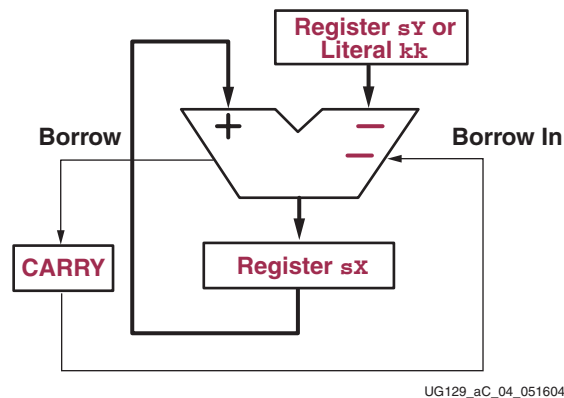 Register sY or
Literal kk
+
—
—
Borrow
Borrow In
CARRY
Register sX
UG129_aC_04_051604